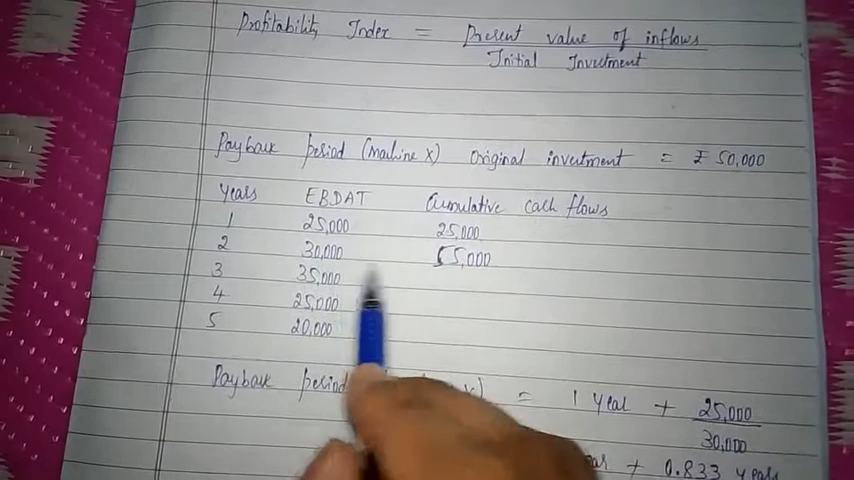 Profitability Index = Present value of inflows
Initial Investment
Payback period (machine X) original investment = ₹ 50,000
Years EBDAT Cumulative cash flows
1 25,000 25,000
2 30,000 55,000
3 35,000
4 25,000
5 20,000
Payback period X) = 1 year + 25,000
30,000
+ 0.833 years